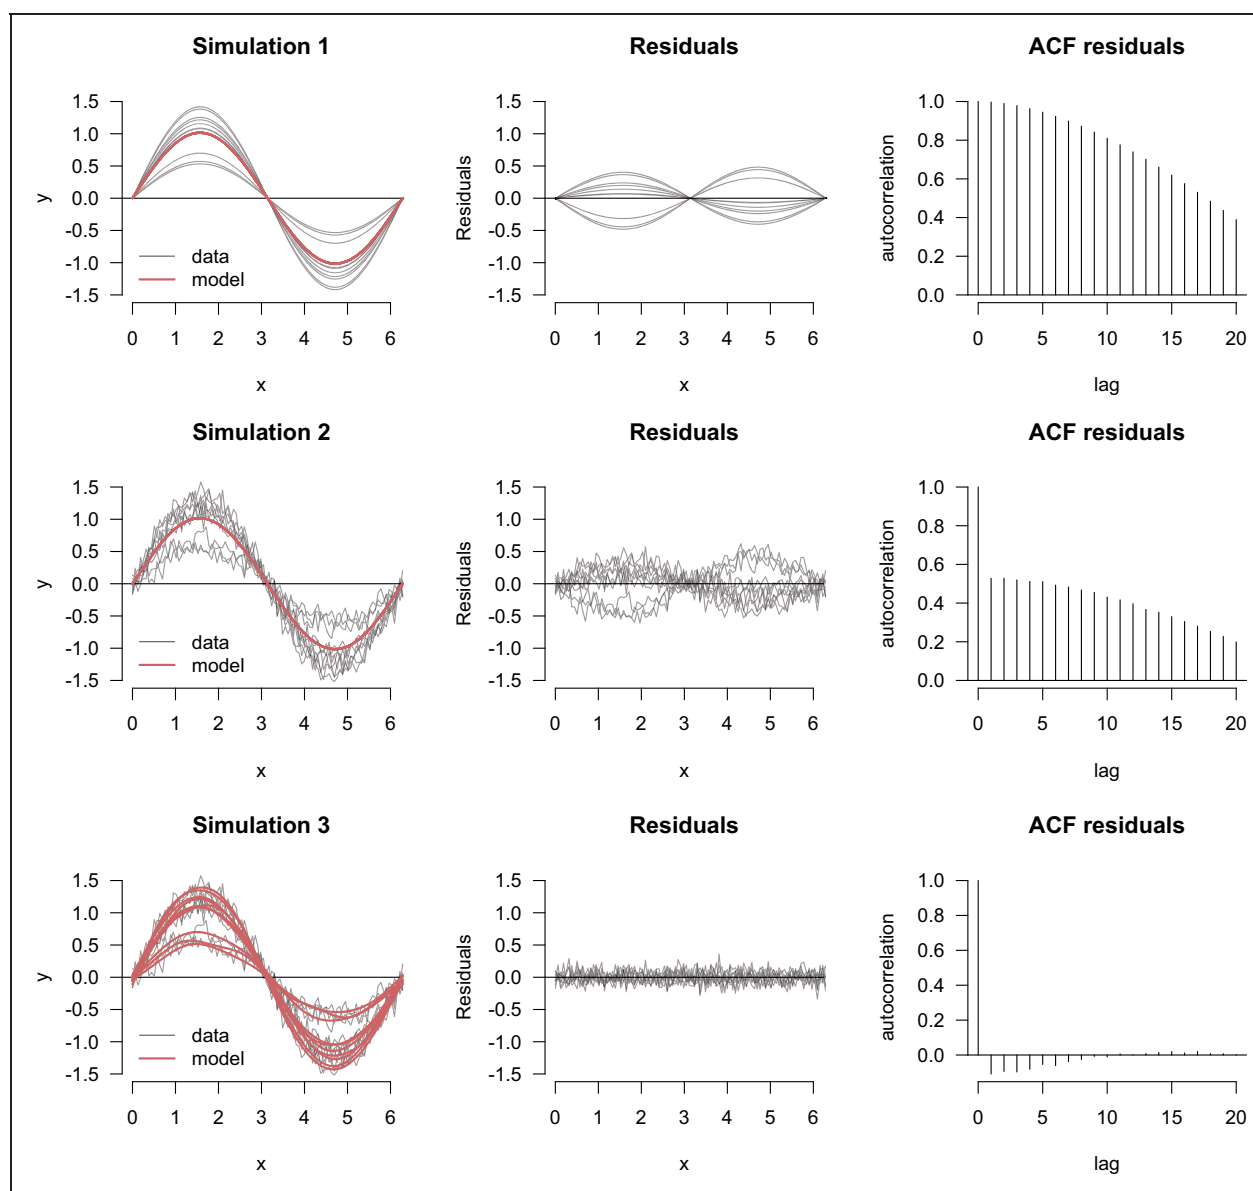 Simulation 1
Residuals
ACF residuals
1.5
1.0
0.5
0.0
-0.5
-1.0
-1.5
y
data
model
0 1 2 3 4 5 6
x
1.5
1.0
0.5
0.0
-0.5
-1.0
-1.5
Residuals
0 1 2 3 4 5 6
x
1.0
0.8
0.6
0.4
0.2
0.0
autocorrelation
0 5 10 15 20
lag
Simulation 2
Residuals
ACF residuals
1.5
1.0
0.5
0.0
-0.5
-1.0
-1.5
y
data
model
0 1 2 3 4 5 6
x
1.5
1.0
0.5
0.0
-0.5
-1.0
-1.5
Residuals
0 1 2 3 4 5 6
x
1.0
0.8
0.6
0.4
0.2
0.0
autocorrelation
0 5 10 15 20
lag
Simulation 3
Residuals
ACF residuals
1.5
1.0
0.5
0.0
-0.5
-1.0
-1.5
y
data
model
0 1 2 3 4 5 6
x
1.5
1.0
0.5
0.0
-0.5
-1.0
-1.5
Residuals
0 1 2 3 4 5 6
x
1.0
0.8
0.6
0.4
0.2
0.0
autocorrelation
0 5 10 15 20
lag